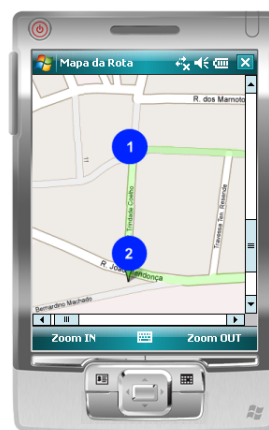 Mapa da Rota
R. dos Marnoto
1
Trindade Coelho
Travessa Ten. Resende
2
R. João Mendonça
Bernardino Machado
Zoom IN
Zoom OUT